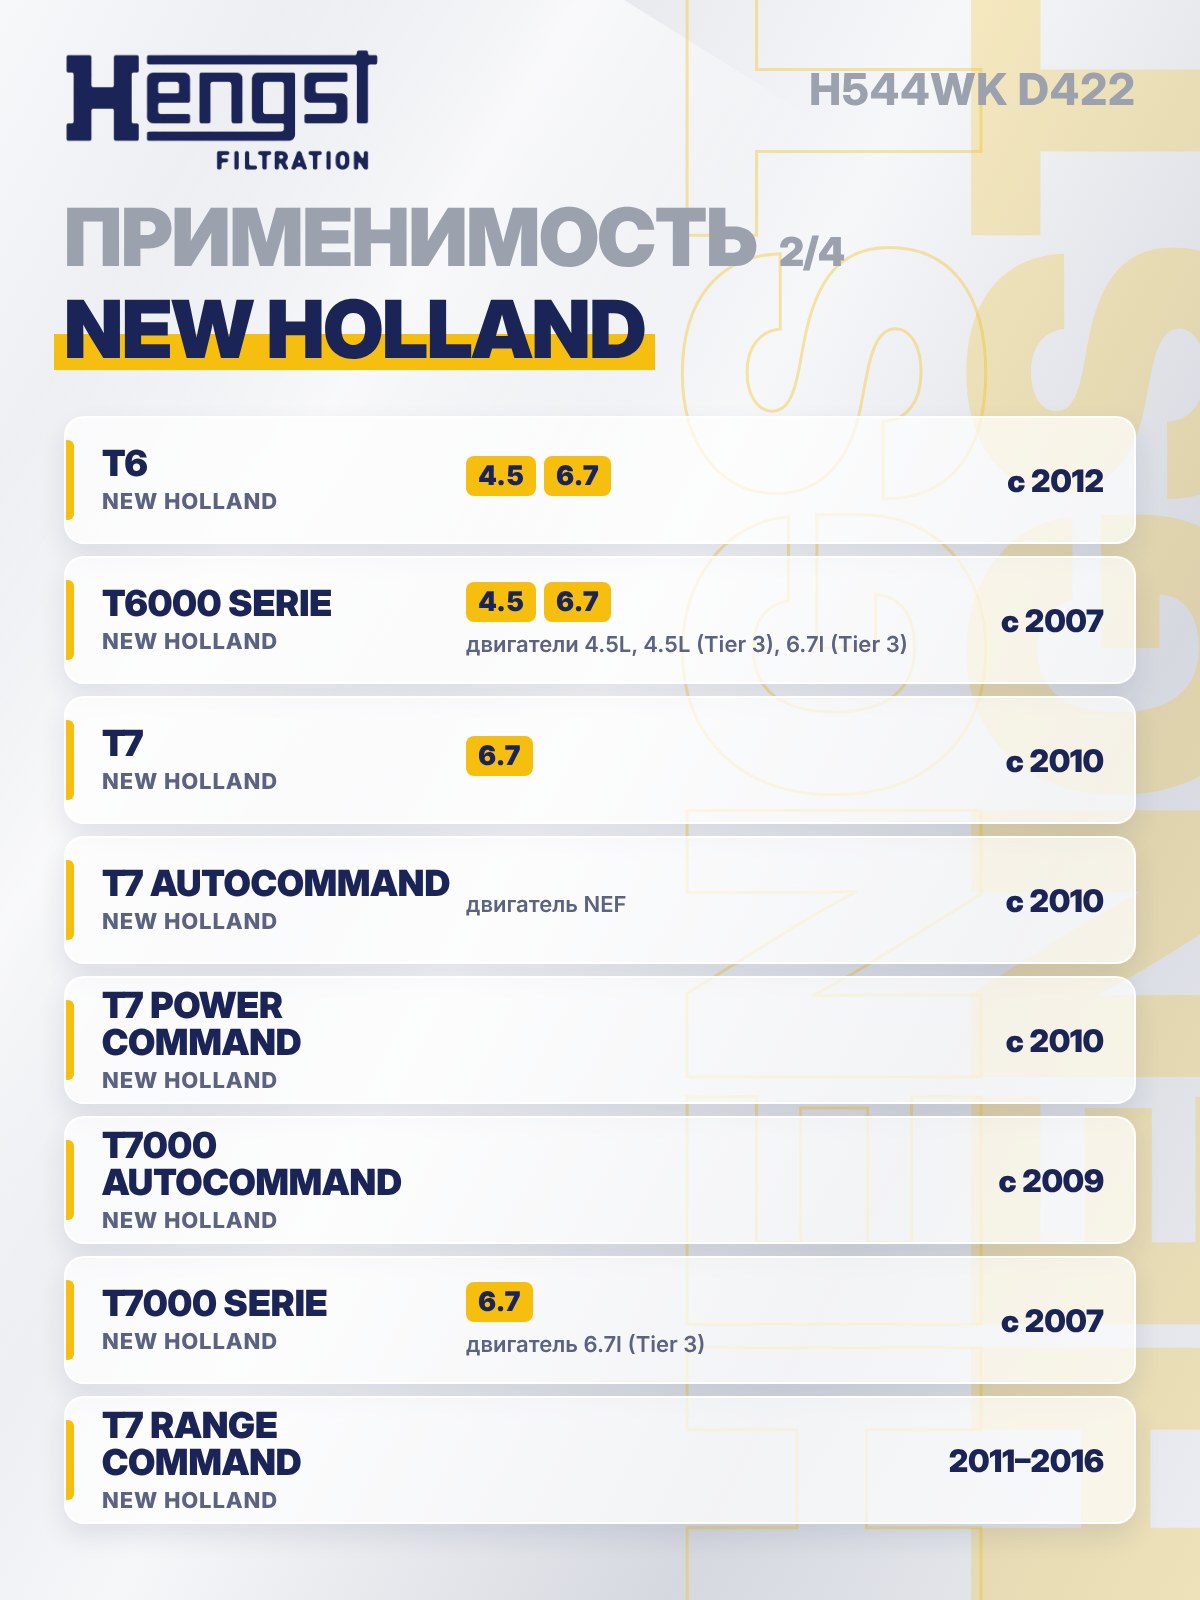 Hengst
FILTRATION
H544WK D422
ПРИМЕНИМОСТЬ 2/4
NEW HOLLAND
T6
NEW HOLLAND
4.5 6.7
с 2012
T6000 SERIE
NEW HOLLAND
4.5 6.7
двигатели 4.5L, 4.5L (Tier 3), 6.7l (Tier 3)
с 2007
T7
NEW HOLLAND
6.7
с 2010
T7 AUTOCOMMAND
NEW HOLLAND
двигатель NEF
с 2010
T7 POWER
COMMAND
NEW HOLLAND
с 2010
T7000
AUTOCOMMAND
NEW HOLLAND
с 2009
T7000 SERIE
NEW HOLLAND
6.7
двигатель 6.7l (Tier 3)
с 2007
T7 RANGE
COMMAND
NEW HOLLAND
2011–2016
HENGST
HENGST